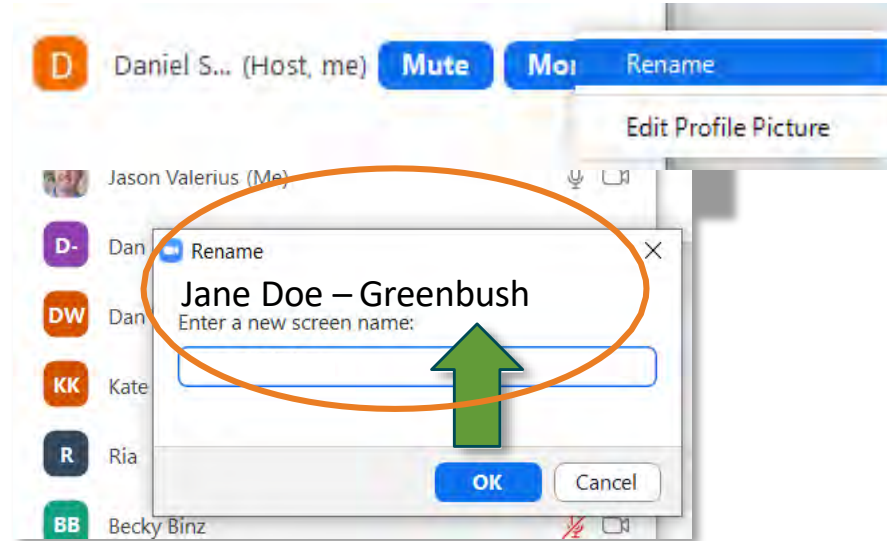 D Daniel S... (Host, me) Mute Rename
Edit Profile Picture
Jason Valerius (Me)
D- Dan Rename
Jane Doe – Greenbush
DW Dan Enter a new screen name:
KK Kate
R Ria
OK Cancel
BB Becky Binz